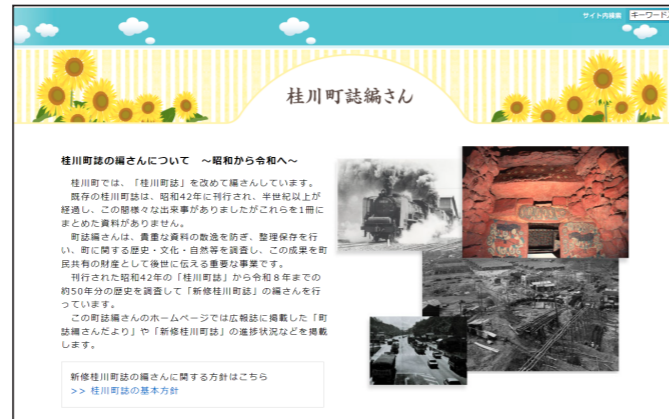 サイト内検索 キーワード
桂川町誌編さん
桂川町誌の編さんについて ～昭和から令和へ～
桂川町では、「桂川町誌」を改めて編さんしています。
既存の桂川町誌は、昭和42年に刊行され、半世紀以上が
経過し、この間様々な出来事がありましたがこれらを1冊に
まとめた資料がありません。
町誌編さんは、貴重な資料の散逸を防ぎ、整理保存を行
い、町に関する歴史・文化・自然等を調査し、この成果を町
民共有の財産として後世に伝える重要な事業です。
刊行された昭和42年の「桂川町誌」から令和８年までの
約50年分の歴史を調査して「新修桂川町誌」の編さんを行
っています。
この町誌編さんのホームページでは広報誌に掲載した「町
誌編さんだより」や「新修桂川町誌」の進捗状況などを掲載
します。
新修桂川町誌の編さんに関する方針はこちら
>> 桂川町誌の基本方針